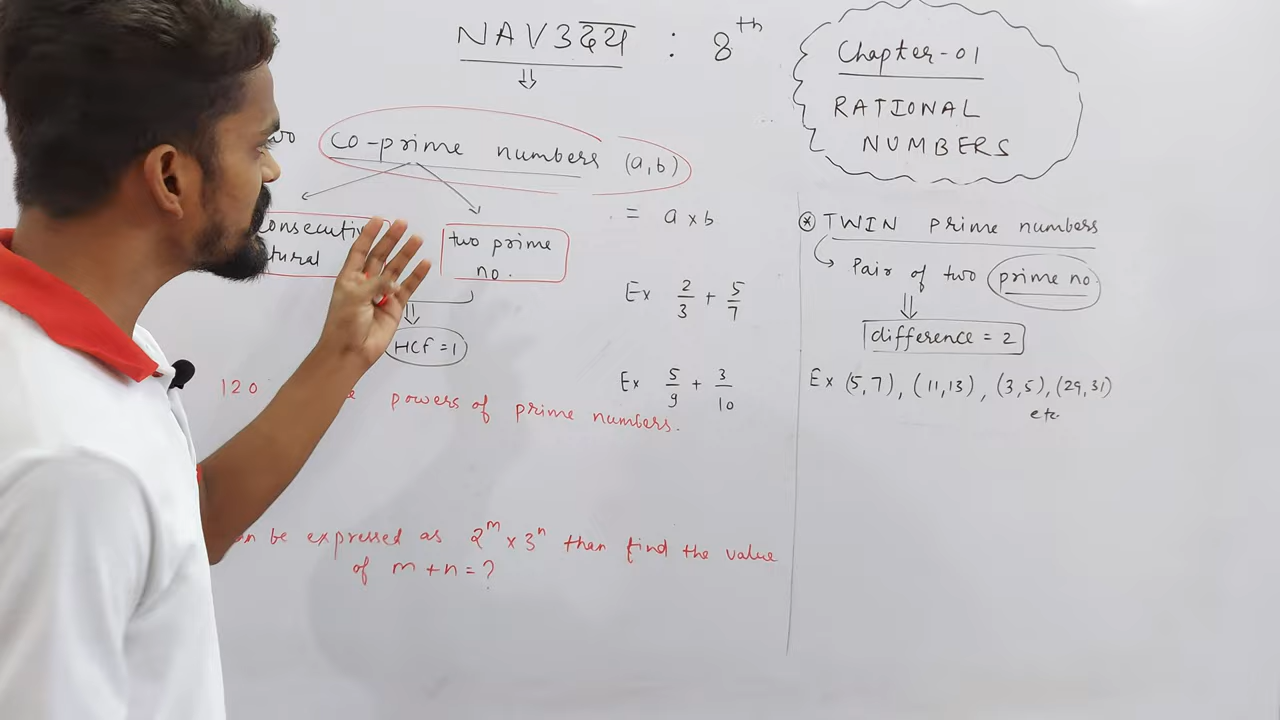 NAV3દય : 8th
Chapter-01
RATIONAL
NUMBERS
co-prime numbers (a,b)
= a x b
two prime
no.
HCF = 1
Ex 2/3 + 5/7
Ex 5/9 + 3/10
120 powers of prime numbers.
be expressed as 2^m x 3^n than find the value
of m + n = ?
* TWIN prime numbers
Pair of two prime no.
difference = 2
Ex (5,7), (11,13), (3,5), (29,31)
etc.